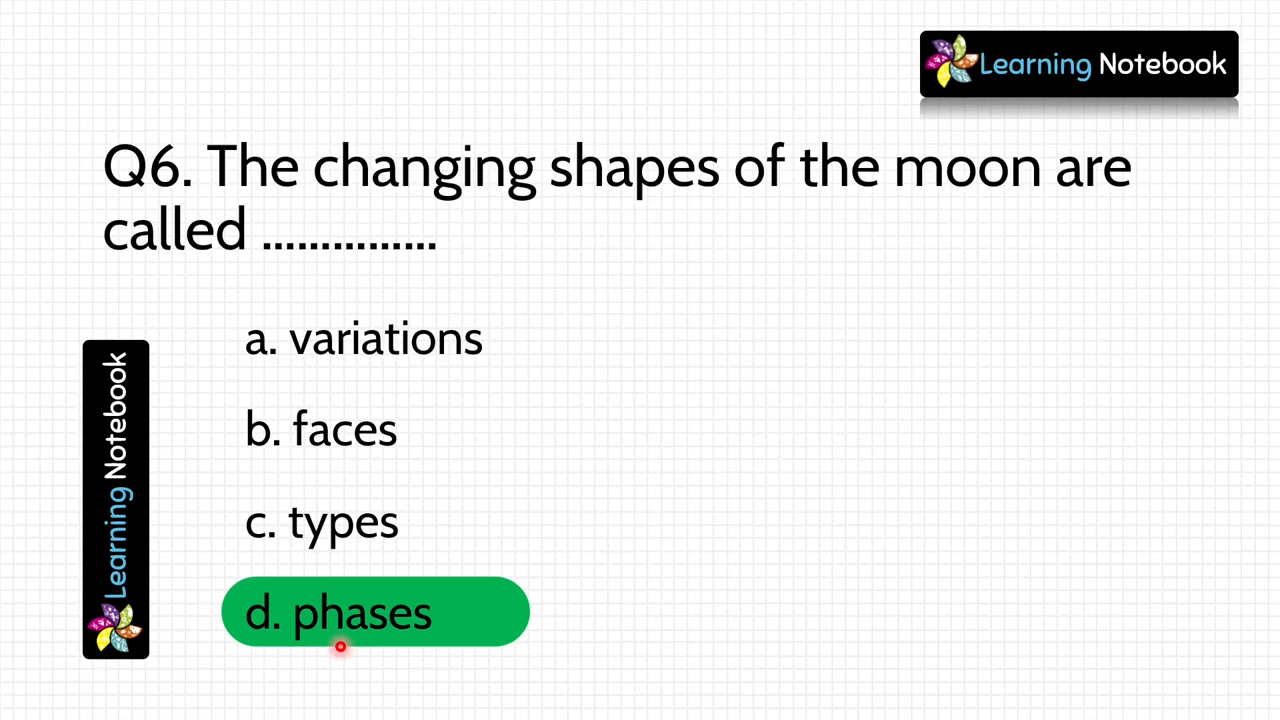 Learning Notebook
Q6. The changing shapes of the moon are
called ...............
a. variations
b. faces
c. types
d. phases
Learning Notebook